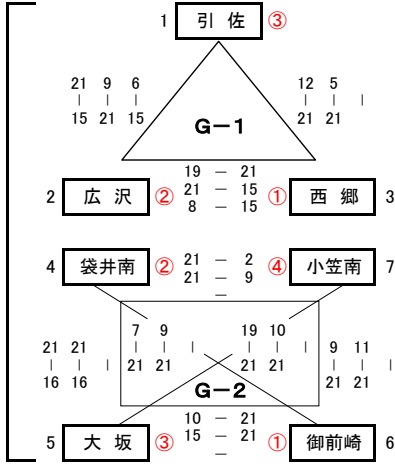 1 引 佐 ③
21 9 6 12 5
| | | | | |
15 21 15 21 21
G－1
19 － 21
2 広 沢 ② 21 － 15 ① 西 郷 3
8 － 15
4 袋井南 ② 21 － 2 ④ 小笠南 7
21 － 9
－
7 9 19 10
21 21 | | | | | | 9 11
| | | 21 21 21 21 | | |
16 16 21 21
G－2
10 － 21
5 大 坂 ③ 15 － 21 ① 御前崎 6
－